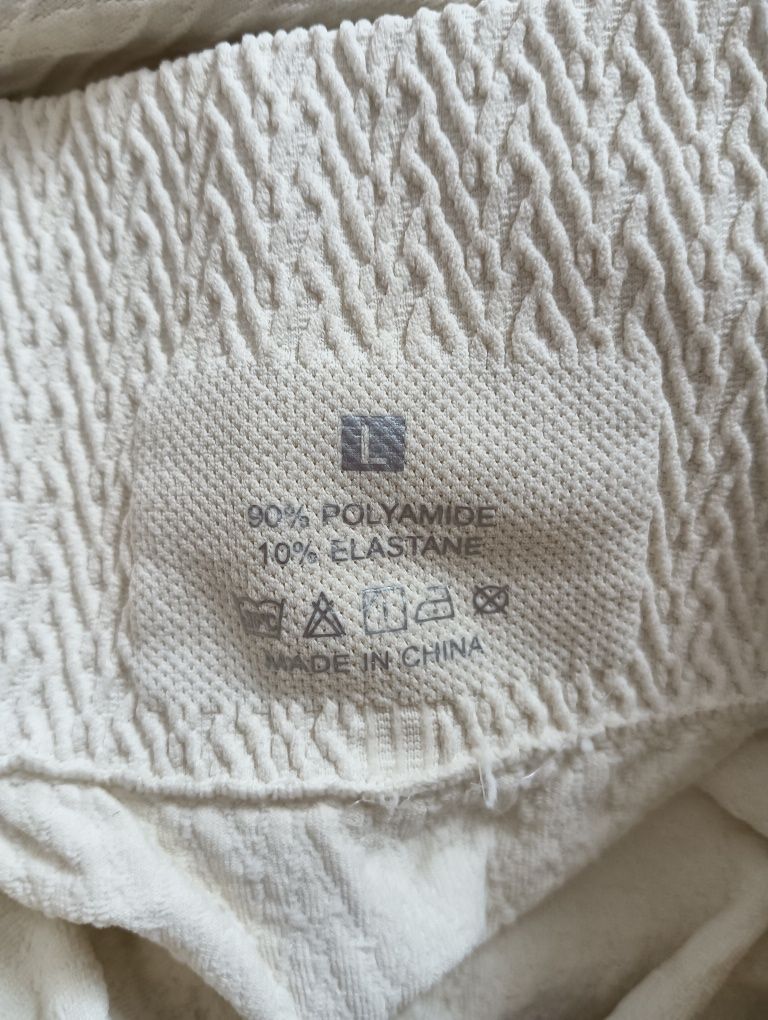 L
90% POLYAMIDE
10% ELASTANE
MADE IN CHINA